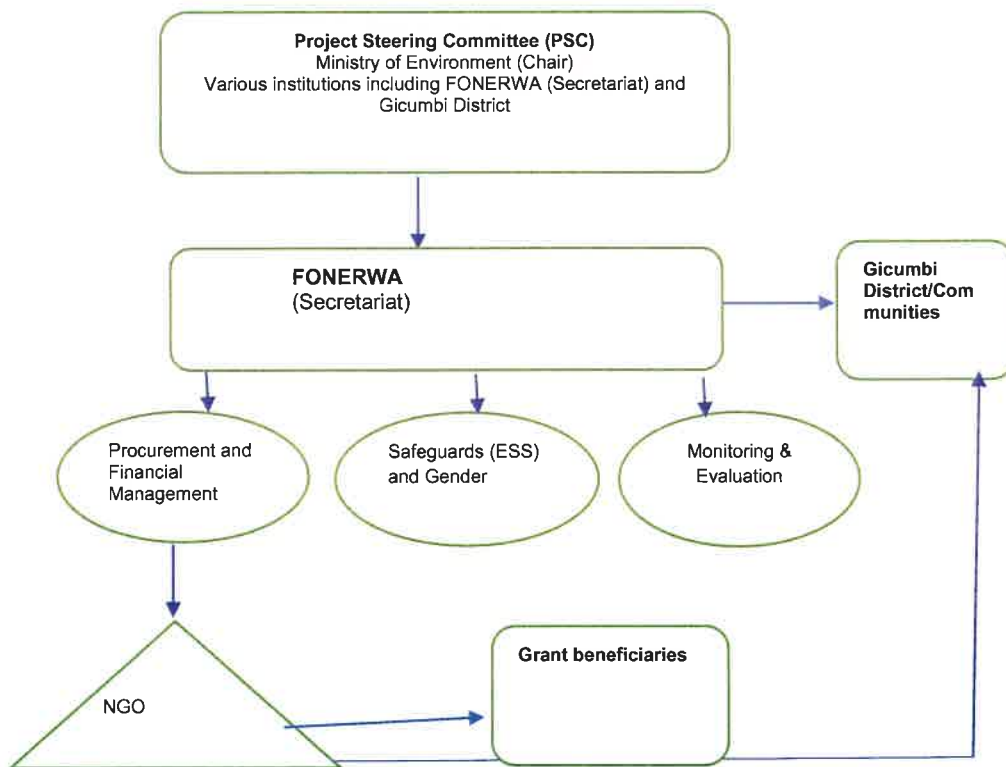 Project Steering Committee (PSC)
Ministry of Environment (Chair)
Various institutions including FONERWA (Secretariat) and
Gicumbi District
FONERWA
(Secretariat)
Gicumbi
District/Com
munities
Procurement and
Financial
Management
Safeguards (ESS)
and Gender
Monitoring &
Evaluation
NGO
Grant beneficiaries